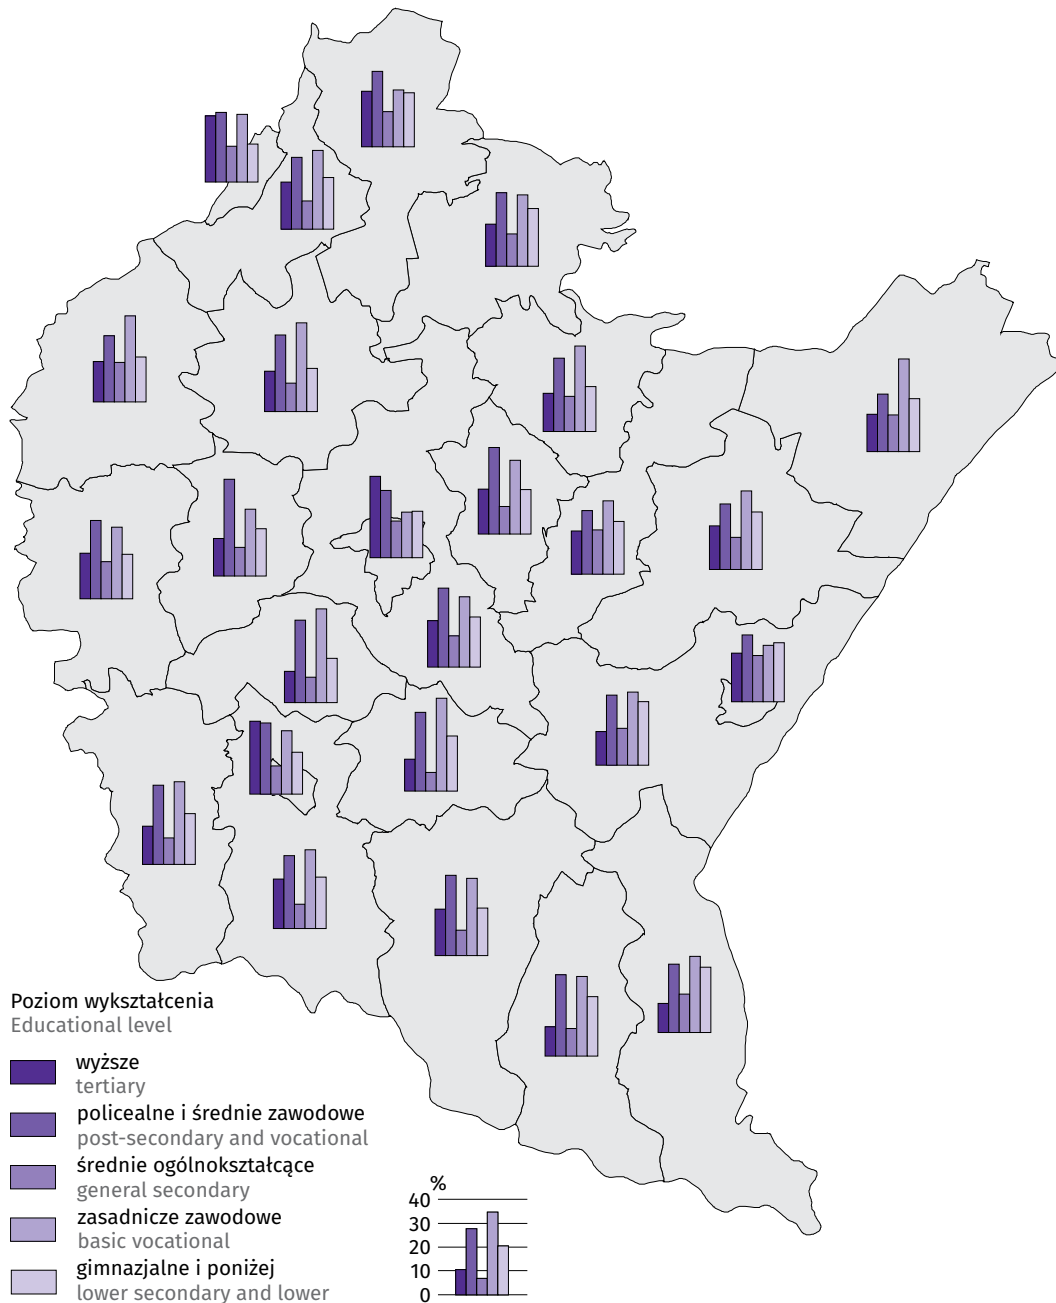 Poziom wykształcenia
Educational level
wyższe
tertiary
policealne i średnie zawodowe
post-secondary and vocational
średnie ogólnokształcące
general secondary
zasadnicze zawodowe
basic vocational
gimnazjalne i poniżej
lower secondary and lower
%
40
30
20
10
0